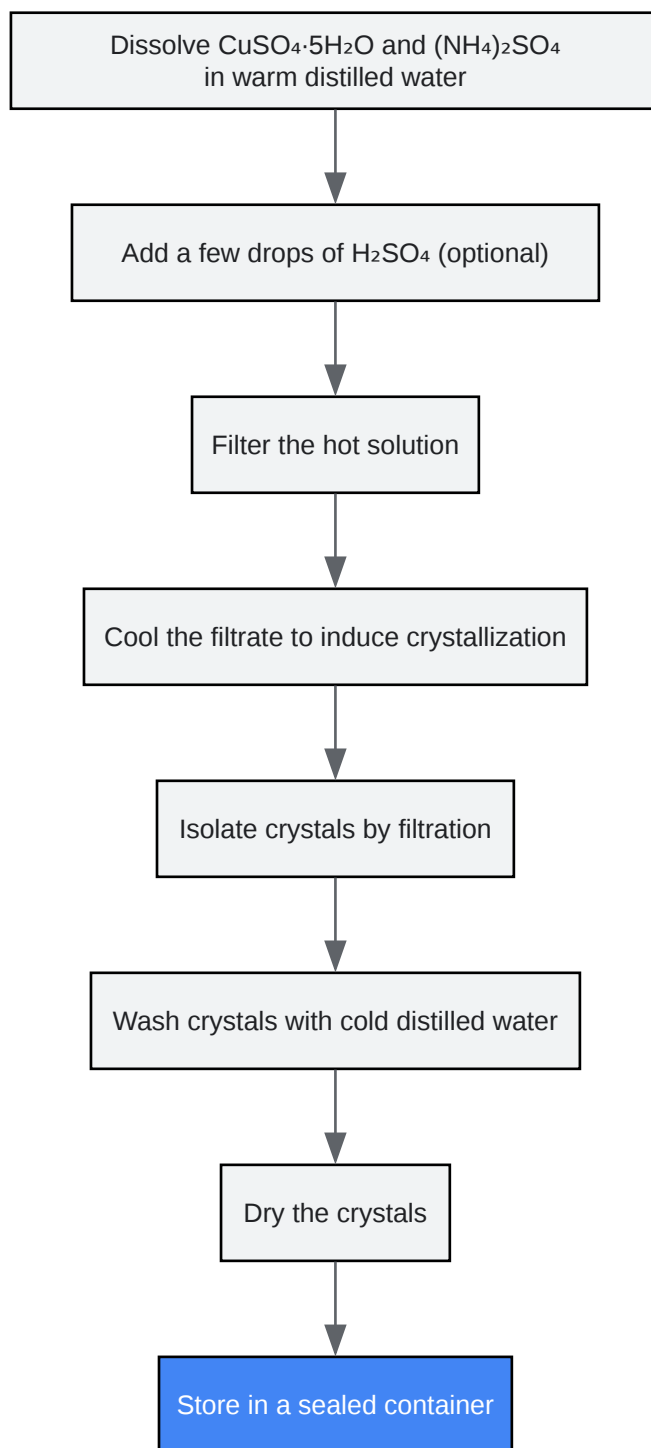 Dissolve CuSO₄·5H₂O and (NH₄)₂SO₄
in warm distilled water
Add a few drops of H₂SO₄ (optional)
Filter the hot solution
Cool the filtrate to induce crystallization
Isolate crystals by filtration
Wash crystals with cold distilled water
Dry the crystals
Store in a sealed container